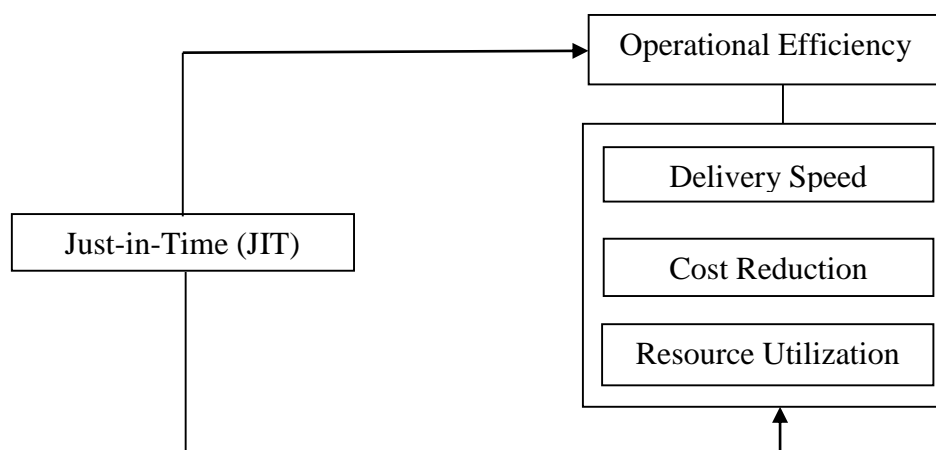 Operational Efficiency
Delivery Speed
Just-in-Time (JIT)
Cost Reduction
Resource Utilization